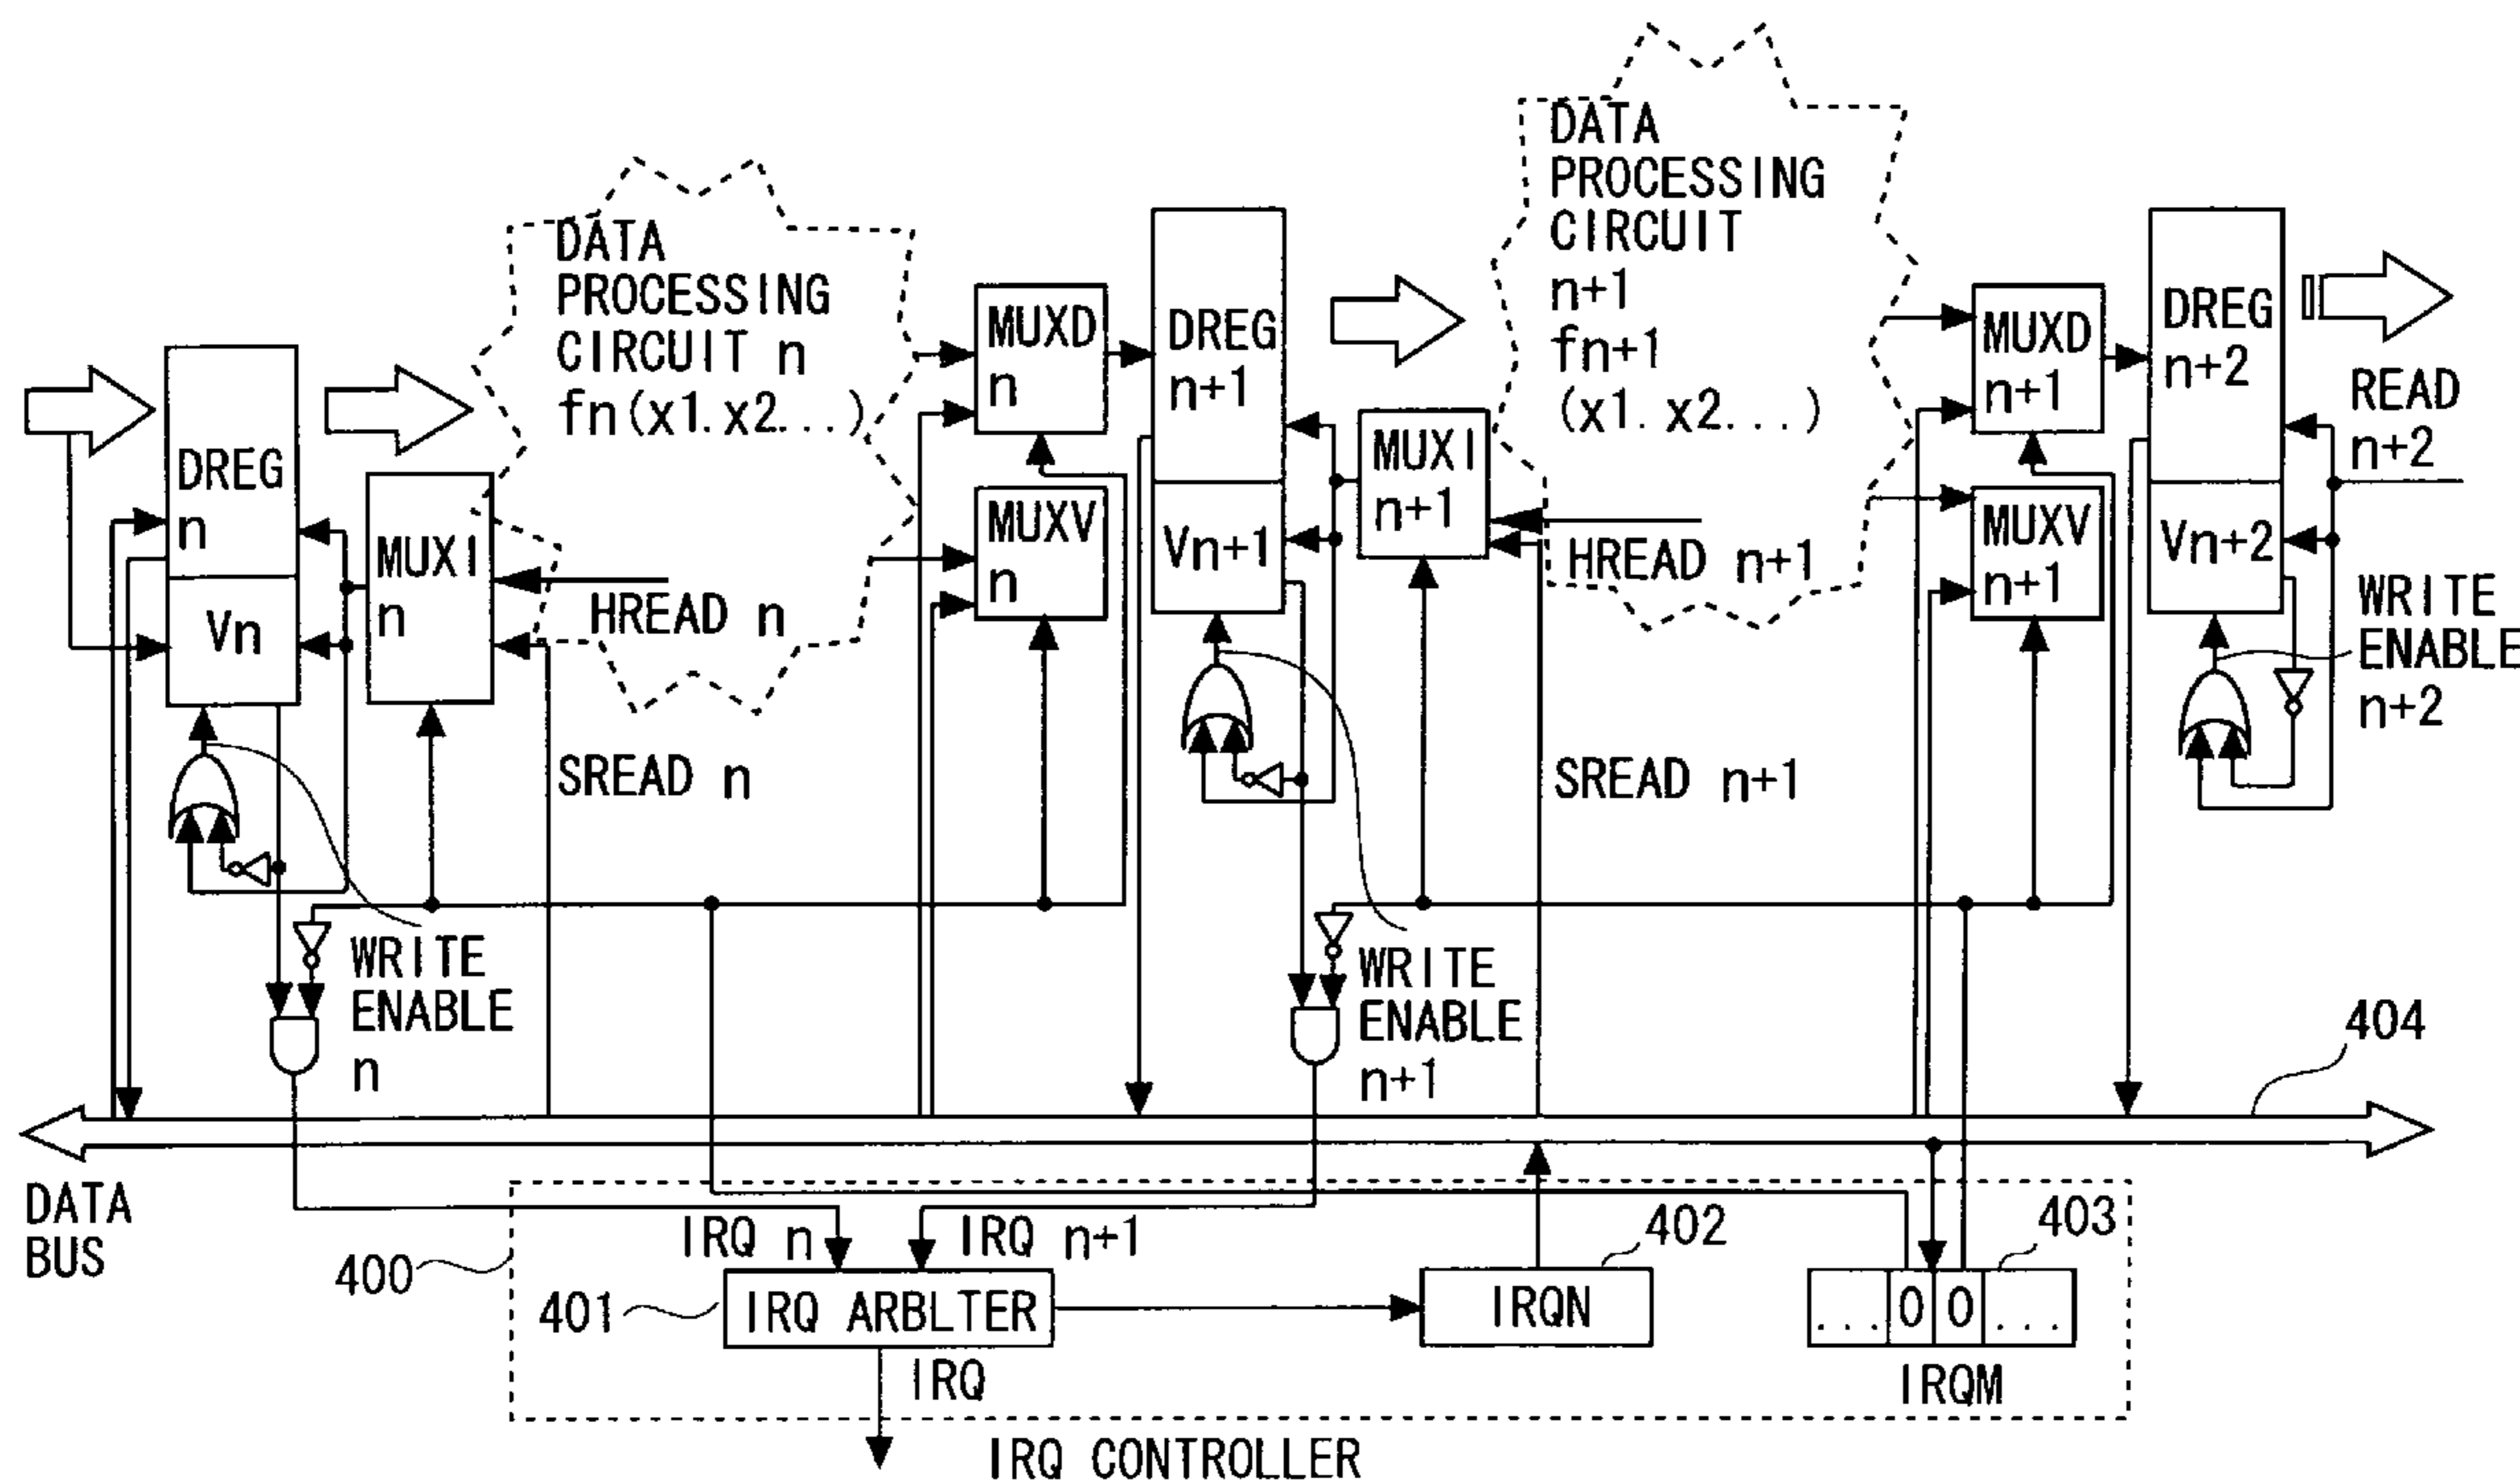 DATA
PROCESSING
CIRCUIT n
fn(x1.x2...)
DATA
PROCESSING
CIRCUIT
n+1
fn+1
(x1.x2...)
DREG
n
Vn
MUXI
n
HREAD n
SREAD n
MUXD
n
MUXV
n
DREG
n+1
Vn+1
MUXI
n+1
HREAD n+1
SREAD n+1
MUXD
n+1
MUXV
n+1
DREG
n+2
Vn+2
READ
n+2
WRITE
ENABLE
n+2
WRITE
ENABLE
n
WRITE
ENABLE
n+1
404
DATA
BUS
400
IRQ n
IRQ n+1
402
403
401
IRQ ARBLTER
IRQN
...00...
IRQ
IRQM
IRQ CONTROLLER